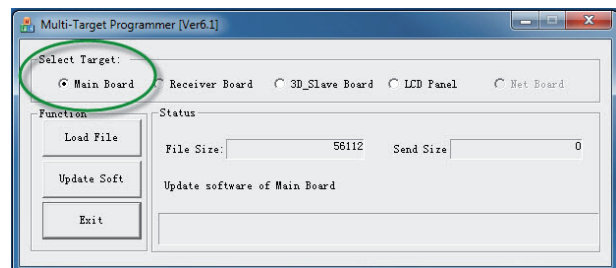 Multi-Target Programmer [Ver6.1]
Select Target:
Main Board Receiver Board 3D_Slave Board LCD Panel Net Board
Function Status
Load File
File Size: 56112 Send Size 0
Update Soft
Update software of Main Board
Exit